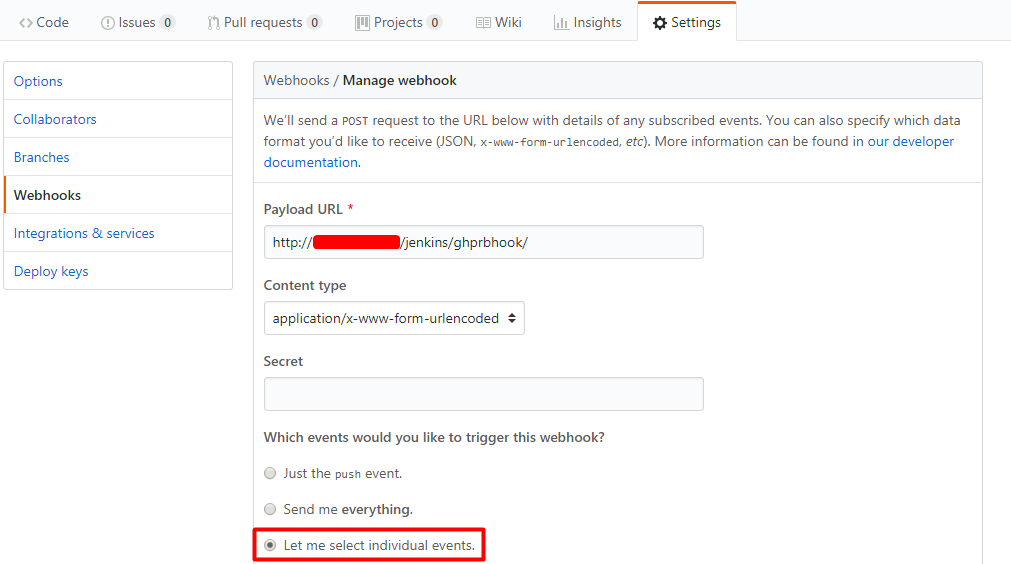 Code Issues 0 Pull requests 0 Projects 0 Wiki Insights Settings
Options
Collaborators
Branches
Webhooks
Integrations & services
Deploy keys
Webhooks / Manage webhook
We'll send a POST request to the URL below with details of any subscribed events. You can also specify which data
format you'd like to receive (JSON, x-www-form-urlencoded, etc). More information can be found in our developer
documentation.
Payload URL *
http:// /jenkins/ghprbhook/
Content type
application/x-www-form-urlencoded
Secret
Which events would you like to trigger this webhook?
Just the push event.
Send me everything.
Let me select individual events.